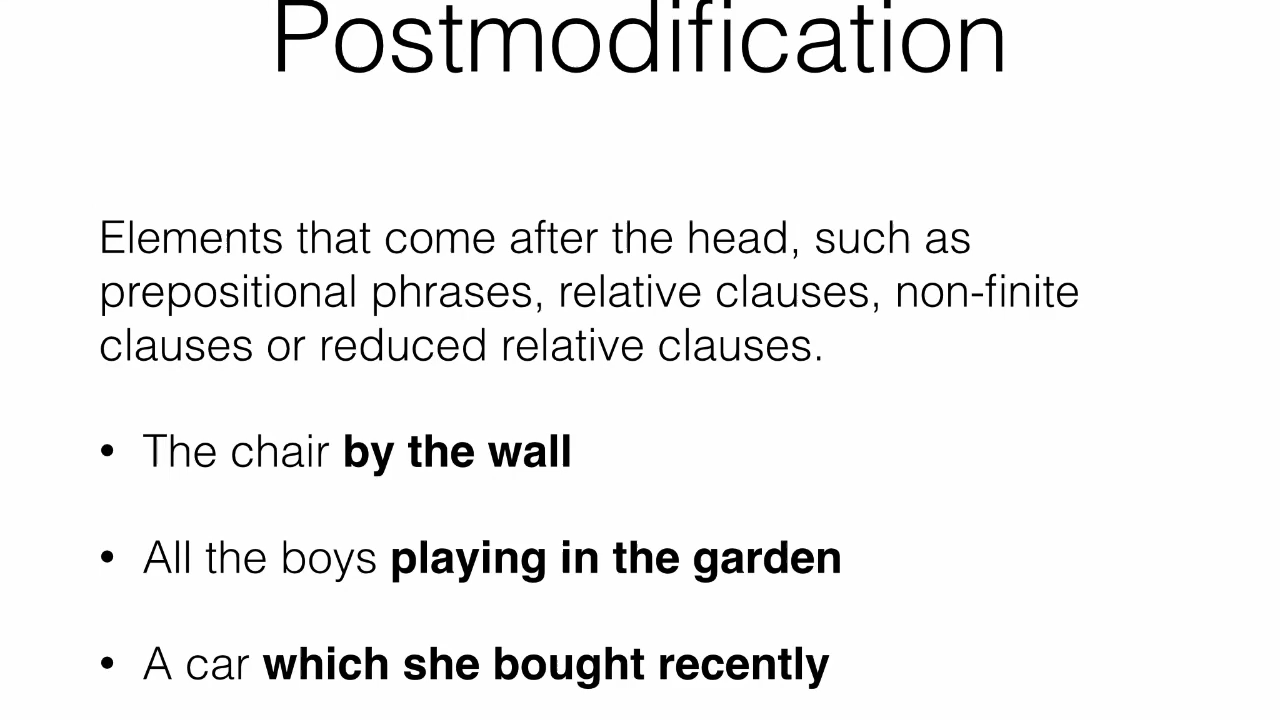 Postmodification
Elements that come after the head, such as
prepositional phrases, relative clauses, non-finite
clauses or reduced relative clauses.
• The chair by the wall
• All the boys playing in the garden
• A car which she bought recently